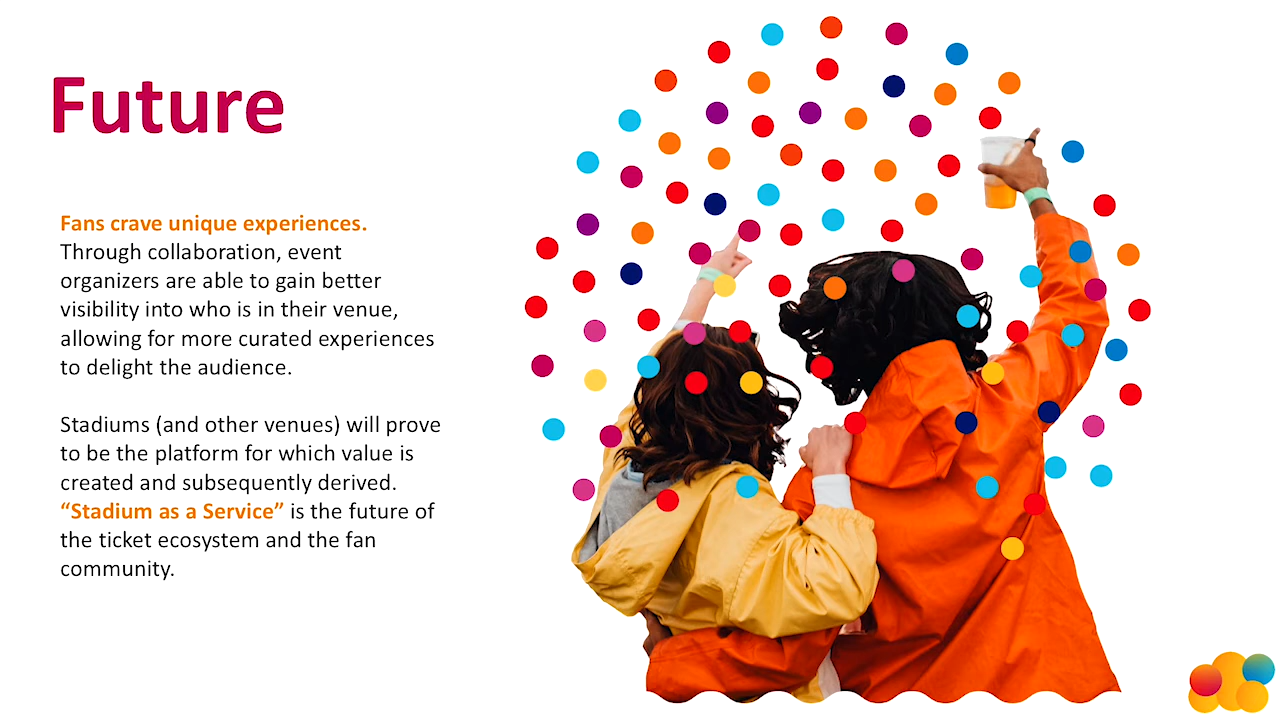 Future
Fans crave unique experiences.
Through collaboration, event
organizers are able to gain better
visibility into who is in their venue,
allowing for more curated experiences
to delight the audience.
Stadiums (and other venues) will prove
to be the platform for which value is
created and subsequently derived.
“Stadium as a Service” is the future of
the ticket ecosystem and the fan
community.